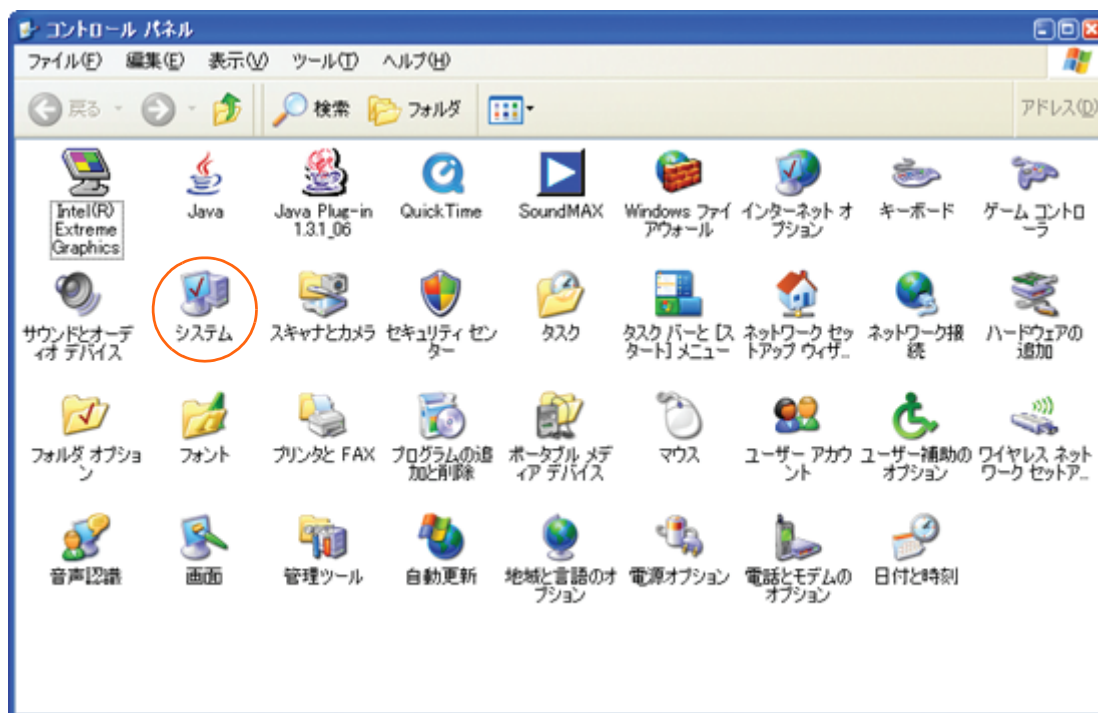 コントロール パネル
ファイル(F) 編集(E) 表示(V) ツール(T) ヘルプ(H)
戻る 検索 フォルダ アドレス(D)
Intel(R)
Extreme
Graphics
Java
Java Plug-in
1.3.1_06
QuickTime
SoundMAX
Windows ファイ
アウォール
インターネット オ
プション
キーボード
ゲーム コントロ
ーラ
サウンドとオーデ
ィオ デバイス
システム
スキャナとカメラ
セキュリティ セン
ター
タスク
タスク バーと [ス
タート] メニュー
ネットワーク セッ
トアップ ウィザ...
ネットワーク接
続
ハードウェアの
追加
フォルダ オプショ
ン
フォント
プリンタと FAX
プログラムの追
加と削除
ポータブル メデ
ィア デバイス
マウス
ユーザー アカウ
ント
ユーザー補助の
オプション
ワイヤレス ネット
ワーク セットア...
音声認識
画面
管理ツール
自動更新
地域と言語のオ
プション
電源オプション
電話とモデムの
オプション
日付と時刻